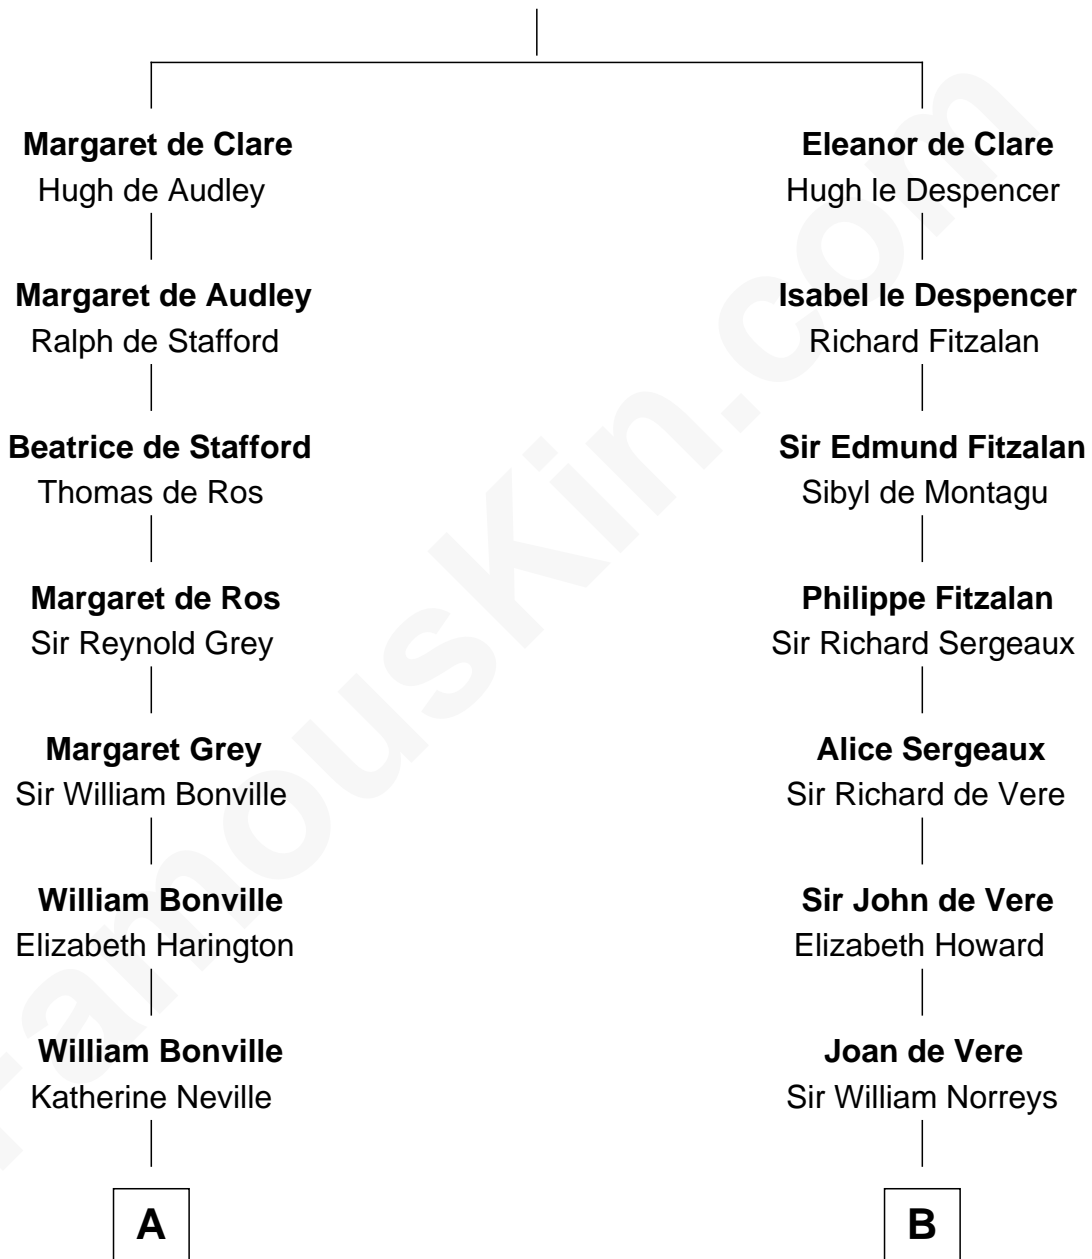 Margaret de Clare
Hugh de Audley
Margaret de Audley
Ralph de Stafford
Beatrice de Stafford
Thomas de Ros
Margaret de Ros
Sir Reynold Grey
Margaret Grey
Sir William Bonville
William Bonville
Elizabeth Harington
William Bonville
Katherine Neville
A
Eleanor de Clare
Hugh le Despencer
Isabel le Despencer
Richard Fitzalan
Sir Edmund Fitzalan
Sibyl de Montagu
Philippe Fitzalan
Sir Richard Sergeaux
Alice Sergeaux
Sir Richard de Vere
Sir John de Vere
Elizabeth Howard
Joan de Vere
Sir William Norreys
B
FamousKin.com